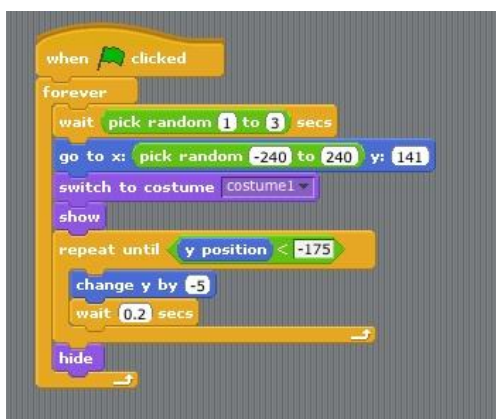 when clicked
forever
wait pick random 1 to 3 secs
go to x: pick random -240 to 240 y: 141
switch to costume costume1
show
repeat until y position < -175
change y by -5
wait 0.2 secs
hide